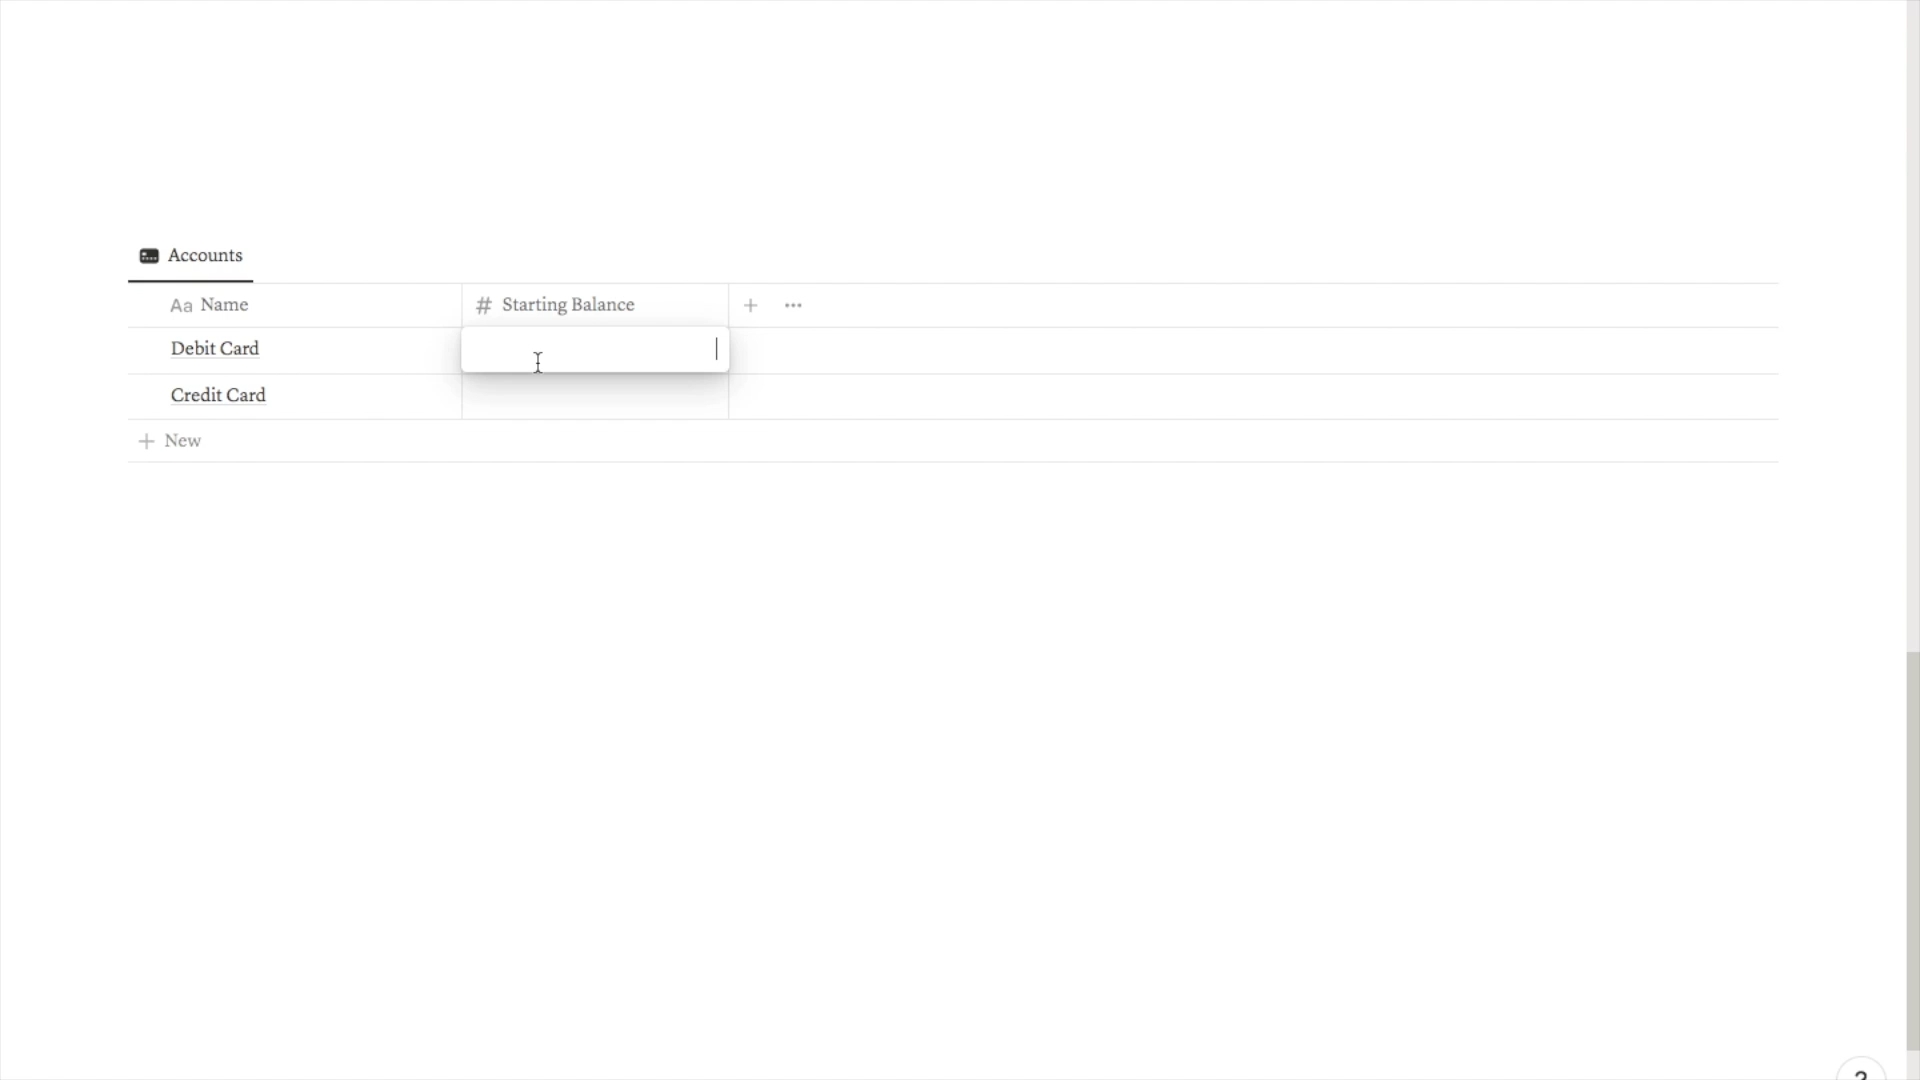 Accounts
Aa Name # Starting Balance + •••
Debit Card
Credit Card
+ New